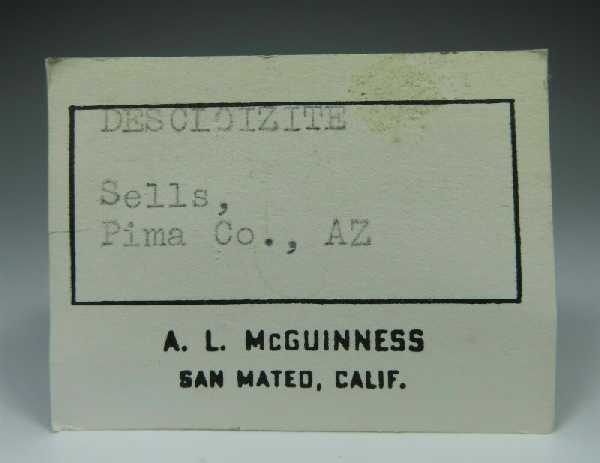 DESCLOIZITE
Sells,
Pima Co., AZ
A. L. McGUINNESS
SAN MATEO, CALIF.